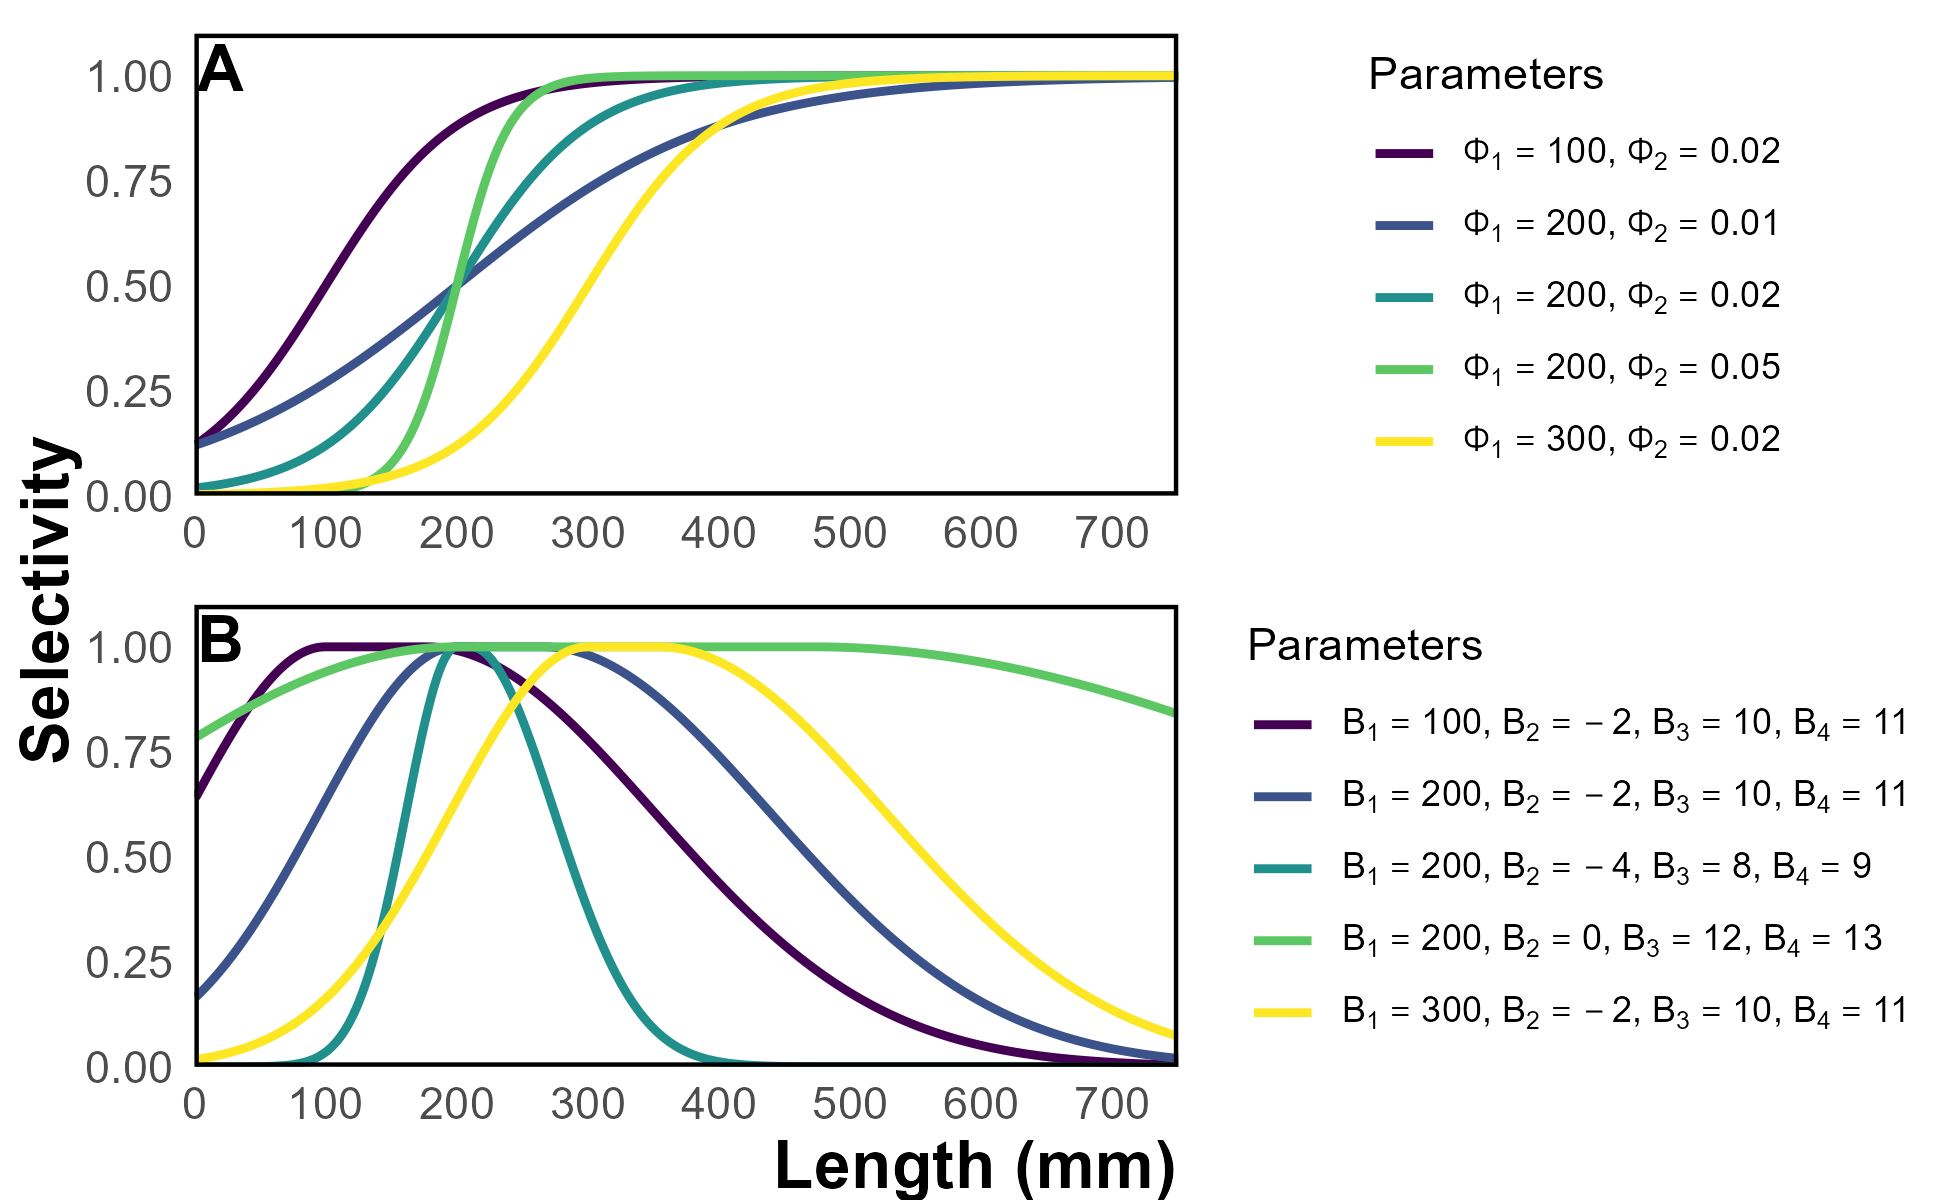 A
1.00
0.75
0.50
0.25
0.00
0 100 200 300 400 500 600 700
Parameters
Φ₁ = 100, Φ₂ = 0.02
Φ₁ = 200, Φ₂ = 0.01
Φ₁ = 200, Φ₂ = 0.02
Φ₁ = 200, Φ₂ = 0.05
Φ₁ = 300, Φ₂ = 0.02
Selectivity
B
1.00
0.75
0.50
0.25
0.00
0 100 200 300 400 500 600 700
Length (mm)
Parameters
B₁ = 100, B₂ = − 2, B₃ = 10, B₄ = 11
B₁ = 200, B₂ = − 2, B₃ = 10, B₄ = 11
B₁ = 200, B₂ = − 4, B₃ = 8, B₄ = 9
B₁ = 200, B₂ = 0, B₃ = 12, B₄ = 13
B₁ = 300, B₂ = − 2, B₃ = 10, B₄ = 11